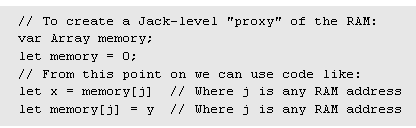 // To create a Jack-level "proxy" of the RAM:
var Array memory;
let memory = 0;
// From this point on we can use code like:
let x = memory[j]  // Where j is any RAM address
let memory[j] = y  // Where j is any RAM address